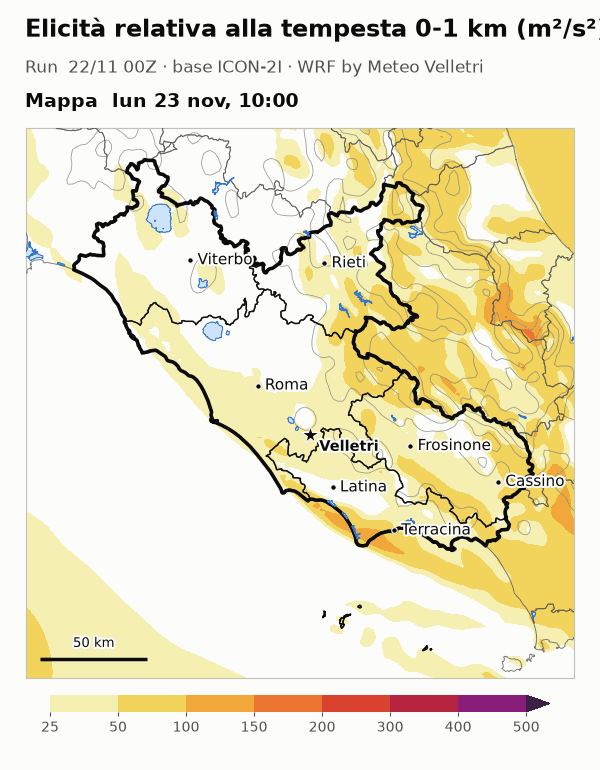 Elicità relativa alla tempesta 0-1 km (m²/s²)
Run 22/11 00Z · base ICON-2I · WRF by Meteo Velletri
Mappa lun 23 nov, 10:00
Viterbo
Rieti
Roma
Velletri
Frosinone
Cassino
Latina
Terracina
50 km
25 50 100 150 200 300 400 500